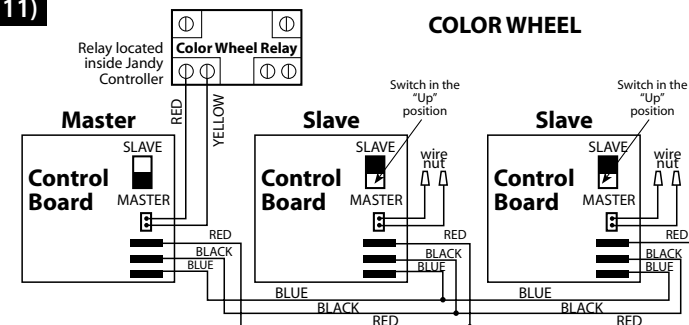 11)
COLOR WHEEL
Relay located
inside Jandy
Controller
Color Wheel Relay
RED
YELLOW
Master
SLAVE
Control
Board
MASTER
RED
BLACK
BLUE
Switch in the
“Up”
position
Slave
SLAVE
wire
nut
Control
Board
MASTER
RED
BLACK
BLUE
Switch in the
“Up”
position
Slave
SLAVE
wire
nut
Control
Board
MASTER
RED
BLACK
BLUE
BLUE
BLUE
BLACK
BLACK
RED
RED